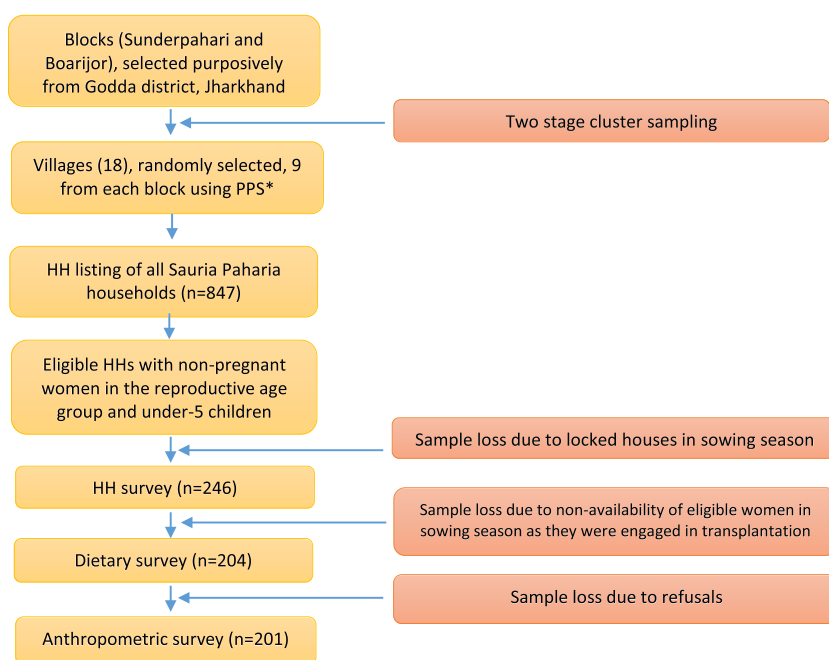 Blocks (Sunderpahari and
Boarijor), selected purposively
from Godda district, Jharkhand
Two stage cluster sampling
Villages (18), randomly selected, 9
from each block using PPS*
HH listing of all Sauria Paharia
households (n=847)
Eligible HHs with non-pregnant
women in the reproductive age
group and under-5 children
Sample loss due to locked houses in sowing season
HH survey (n=246)
Sample loss due to non-availability of eligible women in
sowing season as they were engaged in transplantation
Dietary survey (n=204)
Sample loss due to refusals
Anthropometric survey (n=201)